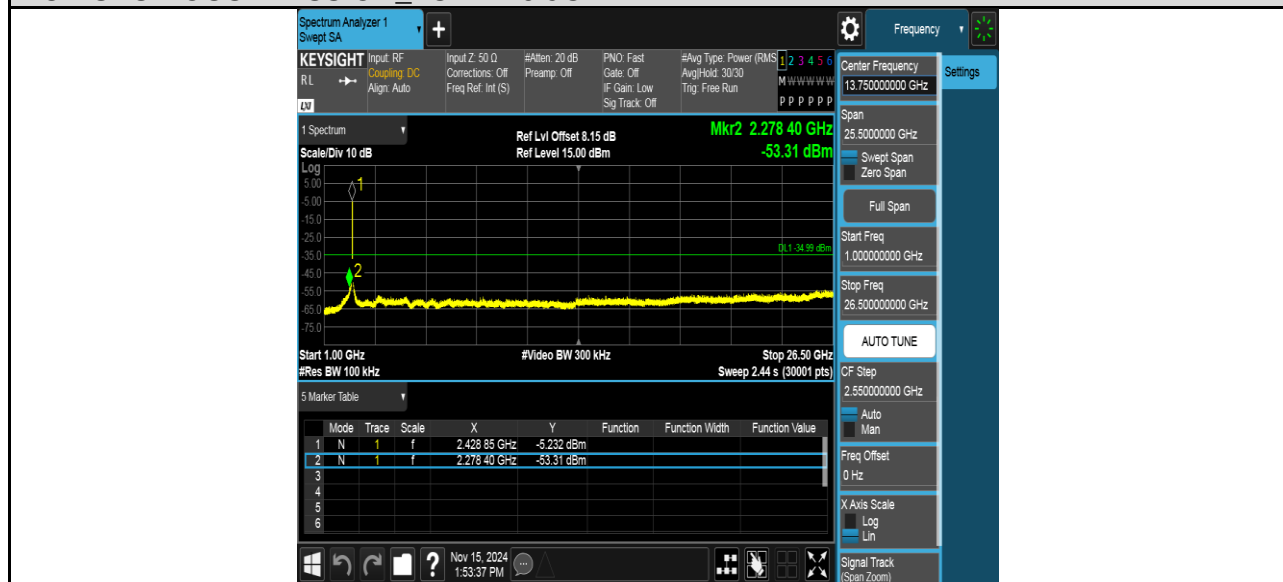 Spectrum Analyzer 1
Swept SA
+
Frequency
KEYSIGHT
RL
LXI
Input: RF
Coupling: DC
Align: Auto
Input Z: 50 Ω
Corrections: Off
Freq Ref: Int (S)
#Atten: 20 dB
Preamp: Off
PNO: Fast
Gate: Off
IF Gain: Low
Sig Track: Off
#Avg Type: Power (RMS
Avg|Hold: 30/30
Trig: Free Run
1 2 3 4 5 6
M W W W W W
P P P P P P
1 Spectrum
Scale/Div 10 dB
Ref Lvl Offset 8.15 dB
Ref Level 15.00 dBm
Mkr2 2.278 40 GHz
-53.31 dBm
Log
5.00
-5.00
-15.0
-25.0
-35.0
-45.0
-55.0
-65.0
-75.0
1
2
DL1 -34.99 dBm
Start 1.00 GHz
#Video BW 300 kHz
Stop 26.50 GHz
#Res BW 100 kHz
Sweep 2.44 s (30001 pts)
5 Marker Table
Mode Trace Scale X Y Function Function Width Function Value
1 N 1 f 2.428 85 GHz -5.232 dBm
2 N 1 f 2.278 40 GHz -53.31 dBm
3
4
5
6
?
Nov 15, 2024
1:53:37 PM
Center Frequency
13.750000000 GHz
Settings
Span
25.5000000 GHz
Swept Span
Zero Span
Full Span
Start Freq
1.000000000 GHz
Stop Freq
26.500000000 GHz
AUTO TUNE
CF Step
2.550000000 GHz
Auto
Man
Freq Offset
0 Hz
X Axis Scale
Log
Lin
Signal Track
(Span Zoom)